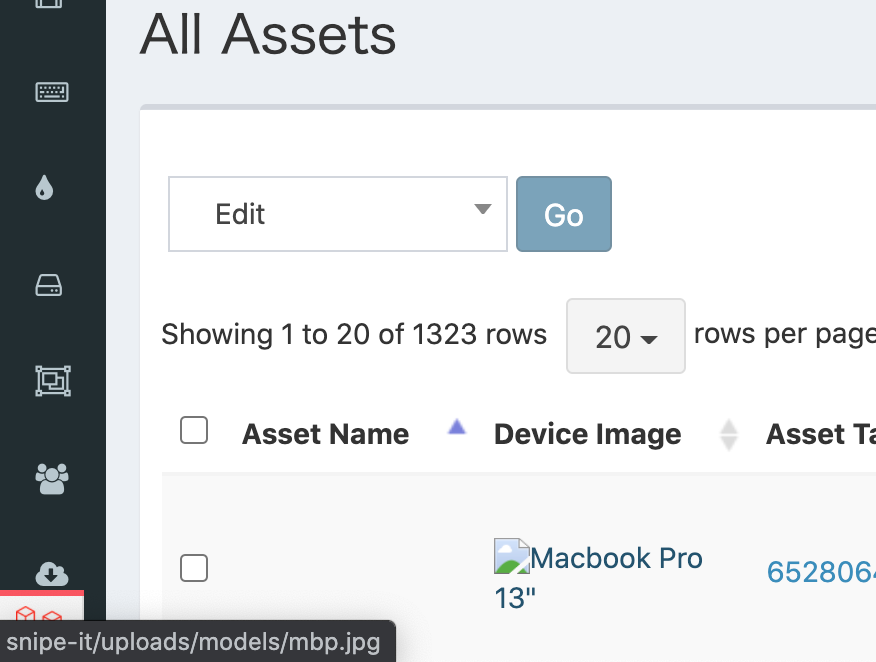 All Assets
Edit
Go
Showing 1 to 20 of 1323 rows 20 rows per page
Asset Name Device Image Asset Ta
Macbook Pro 652806
13"
snipe-it/uploads/models/mbp.jpg